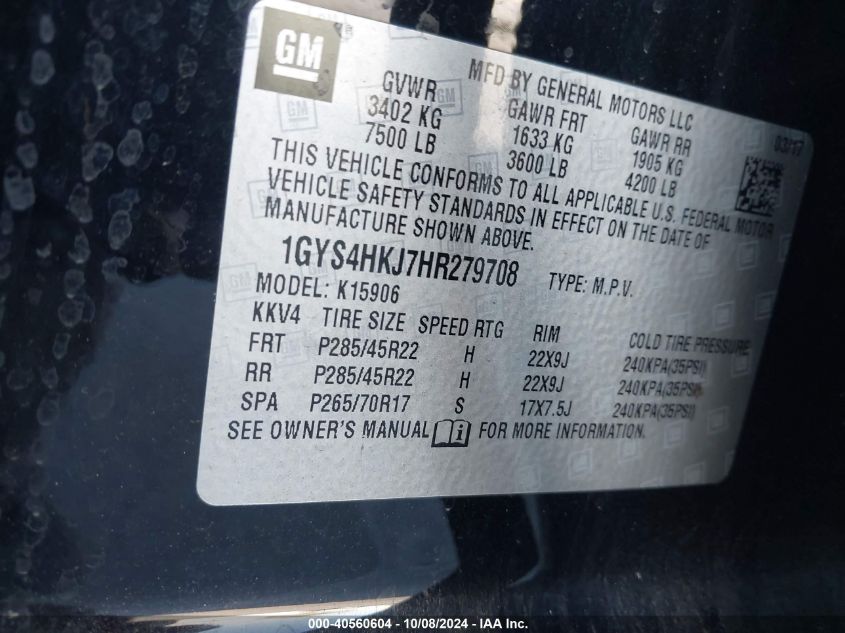 GM
MFD BY GENERAL MOTORS LLC
03/17
GVWR GAWR FRT GAWR RR
3402 KG 1633 KG 1905 KG
7500 LB 3600 LB 4200 LB
THIS VEHICLE CONFORMS TO ALL APPLICABLE U.S. FEDERAL MOTOR
VEHICLE SAFETY STANDARDS IN EFFECT ON THE DATE OF
MANUFACTURE SHOWN ABOVE.
1GYS4HKJ7HR279708 TYPE: M.P.V.
MODEL: K15906
KKV4 TIRE SIZE SPEED RTG RIM COLD TIRE PRESSURE
FRT P285/45R22 H 22X9J 240KPA(35PSI)
RR P285/45R22 H 22X9J 240KPA(35PSI)
SPA P265/70R17 S 17X7.5J 240KPA(35PSI)
SEE OWNER'S MANUAL i FOR MORE INFORMATION.
000-40560604 - 10/08/2024 - IAA Inc.